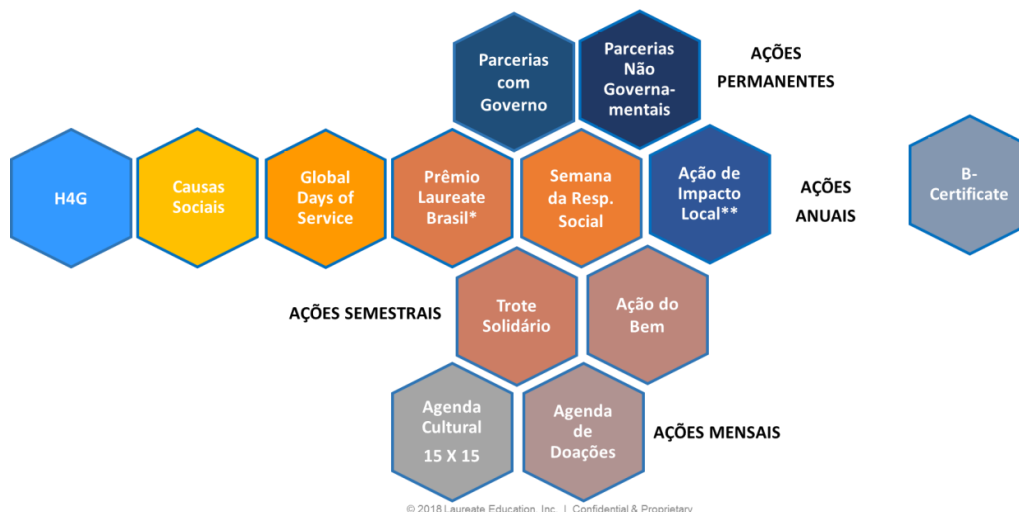 Parcerias
com
Governo
Parcerias
Não
Governa-
mentais
AÇÕES
PERMANENTES
H4G
Causas
Sociais
Global
Days of
Service
Prêmio
Laureate
Brasil*
Semana
da Resp.
Social
Ação de
Impacto
Local**
AÇÕES
ANUAIS
B-
Certificate
AÇÕES SEMESTRAIS
Trote
Solidário
Ação do
Bem
Agenda
Cultural
15 X 15
Agenda
de
Doações
AÇÕES MENSAIS
© 2018 Laureate Education, Inc. | Confidential & Proprietary